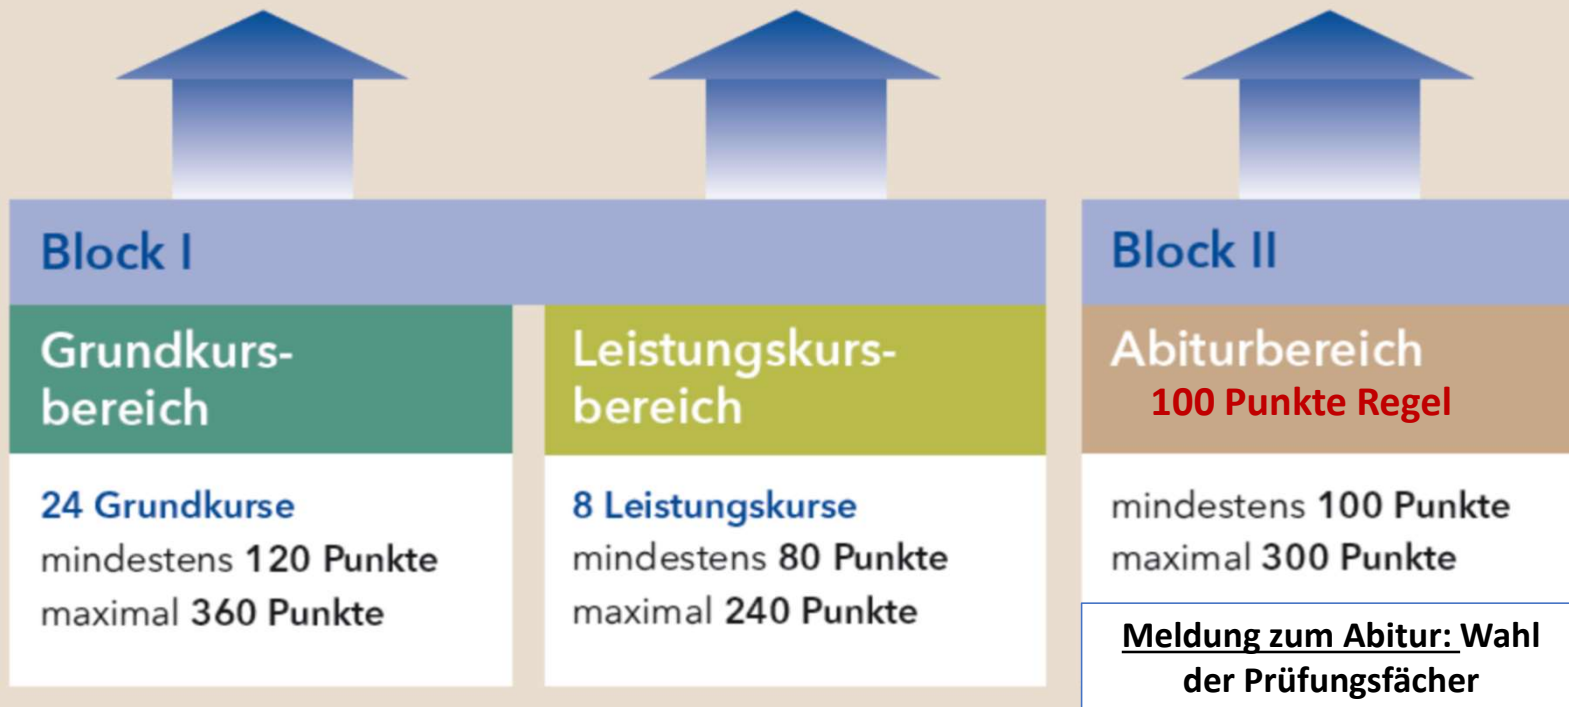 Block I
Grundkurs-
bereich
24 Grundkurse
mindestens 120 Punkte
maximal 360 Punkte
Leistungskurs-
bereich
8 Leistungskurse
mindestens 80 Punkte
maximal 240 Punkte
Block II
Abiturbereich
100 Punkte Regel
mindestens 100 Punkte
maximal 300 Punkte
Meldung zum Abitur: Wahl
der Prüfungsfächer